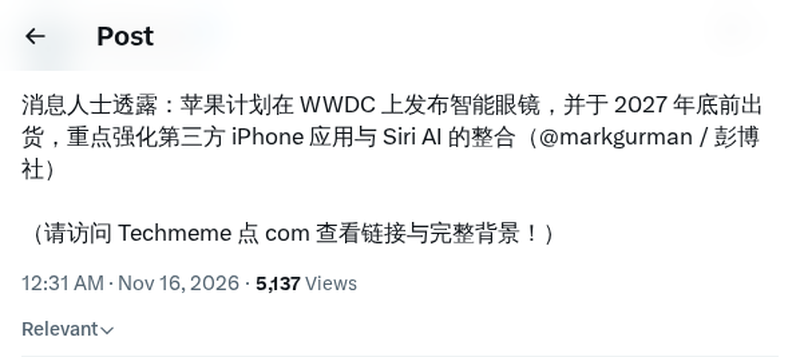 Post
消息人士透露：苹果计划在 WWDC 上发布智能眼镜，并于 2027 年底前出
货，重点强化第三方 iPhone 应用与 Siri AI 的整合（@markgurman / 彭博
社）
（请访问 Techmeme 点 com 查看链接与完整背景！）
12:31 AM · Nov 16, 2026 · 5,137 Views
Relevant